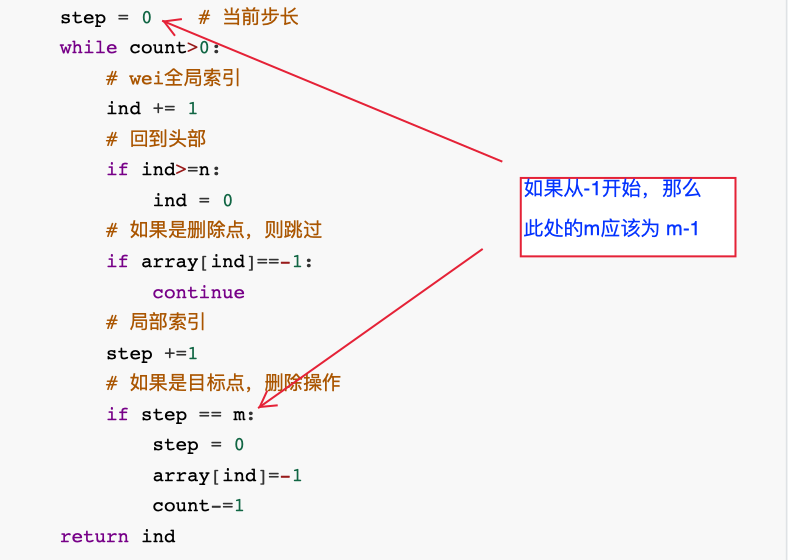 step = 0    # 当前步长
while count>0:
    # wei全局索引
    ind += 1
    # 回到头部
    if ind>=n:
        ind = 0
    # 如果是删除点，则跳过
    if array[ind]==-1:
        continue
    # 局部索引
    step +=1
    # 如果是目标点，删除操作
    if step == m:
        step = 0
        array[ind]=-1
        count-=1
return ind
如果从-1开始，那么
此处的m应该为 m-1